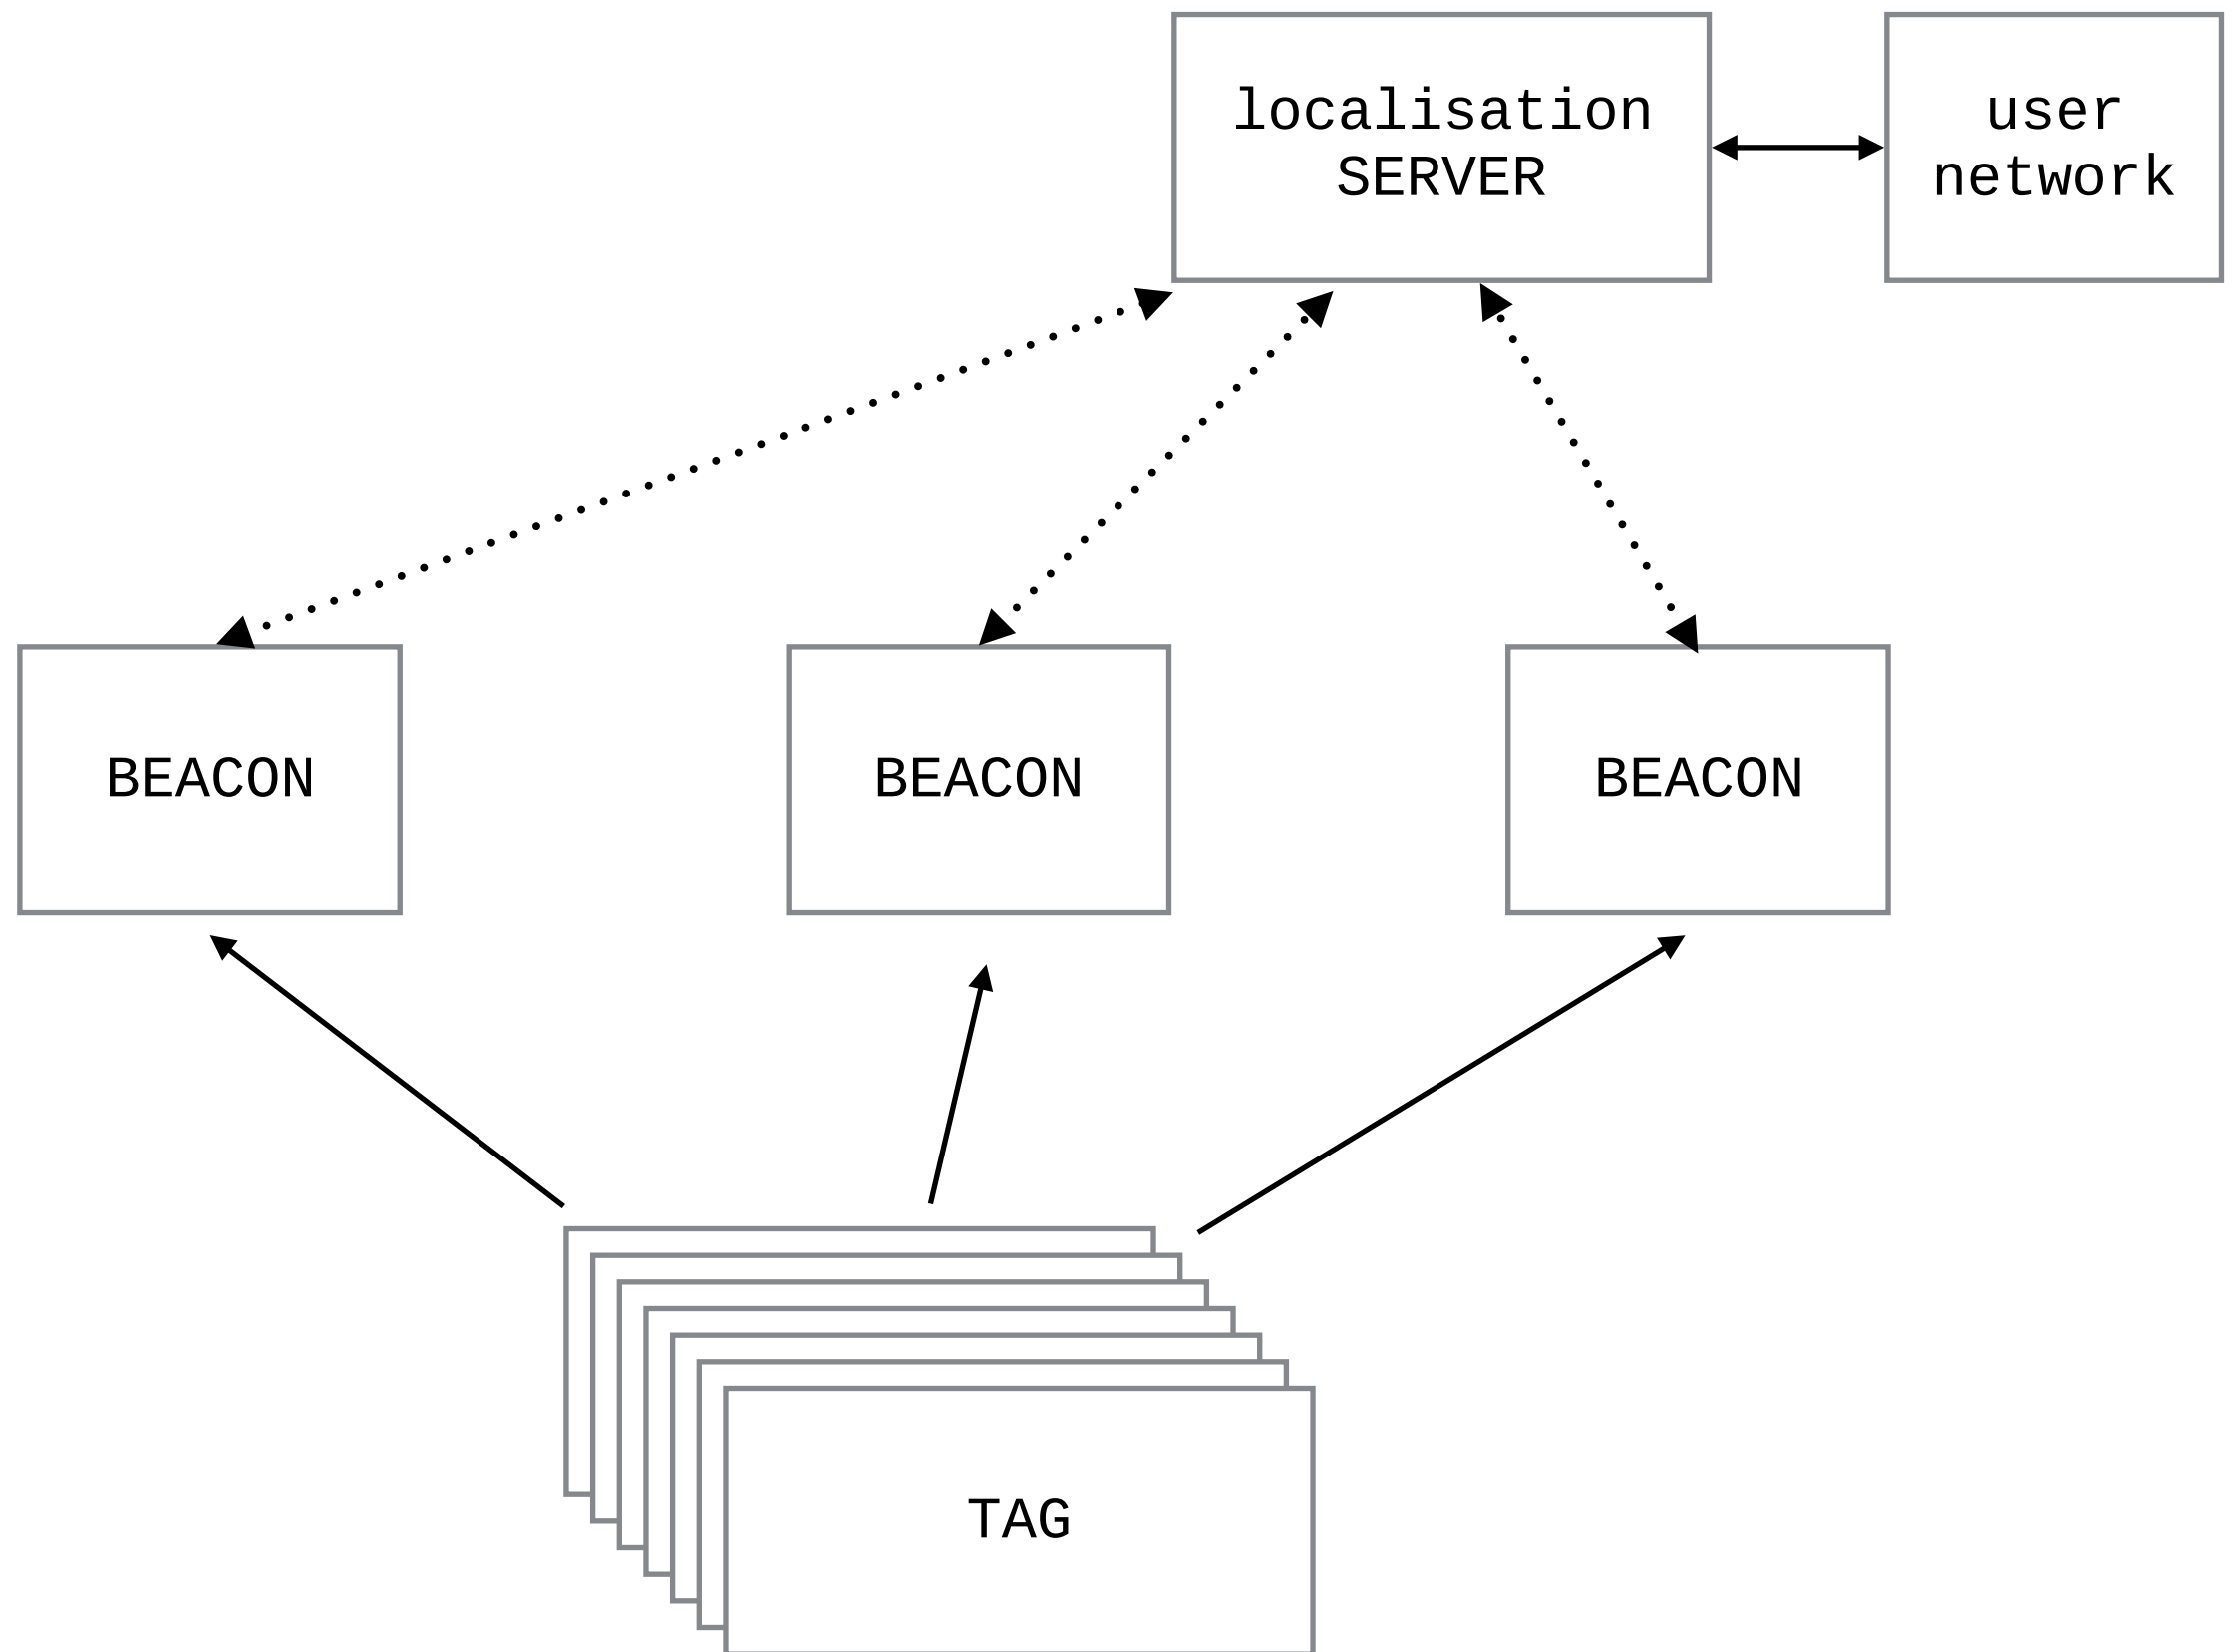 localisation
SERVER
user
network
BEACON
BEACON
BEACON
TAG